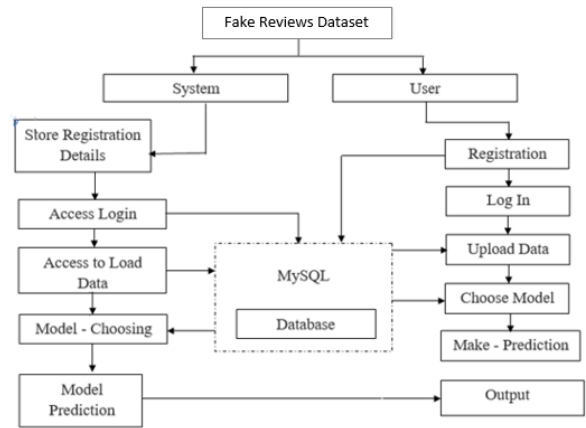 Fake Reviews Dataset
System
User
Store Registration
Details
Registration
Access Login
Log In
Access to Load
Data
MySQL
Upload Data
Database
Choose Model
Model - Choosing
Make - Prediction
Model
Prediction
Output